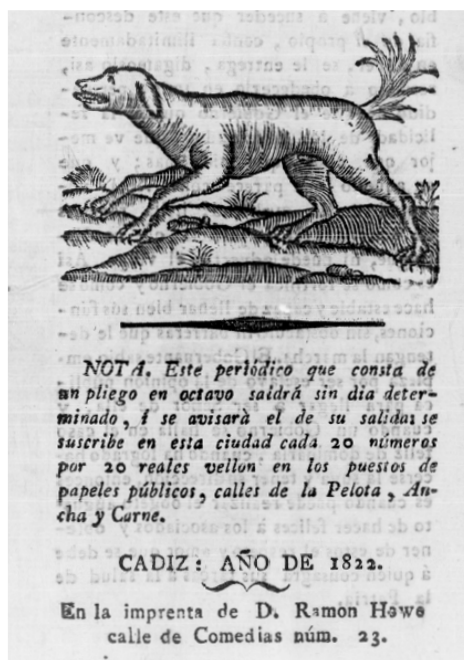 NOTA. Este periódico que consta de
un pliego en octavo saldrá sin dia deter-
minado, i se avisarà el de su salida: se
suscribe en esta ciudad cada 20 números
por 20 reales vellon en los puestos de
papeles públicos, calles de la Pelota, An-
cha y Carne.
CADIZ: AÑO DE 1822.
En la imprenta de D. Ramon Howe
calle de Comedias núm. 23.